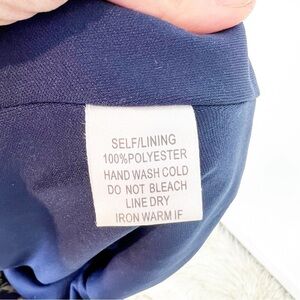 SELF/LINING
100%POLYESTER
HAND WASH COLD
DO NOT BLEACH
LINE DRY
IRON WARM IF